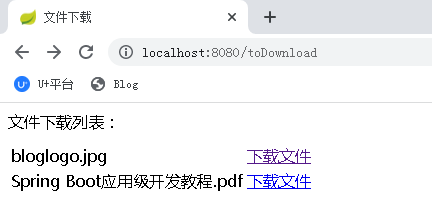 文件下载
localhost:8080/toDownload
U+平台 Blog
文件下载列表：
bloglogo.jpg 下载文件
Spring Boot应用级开发教程.pdf 下载文件